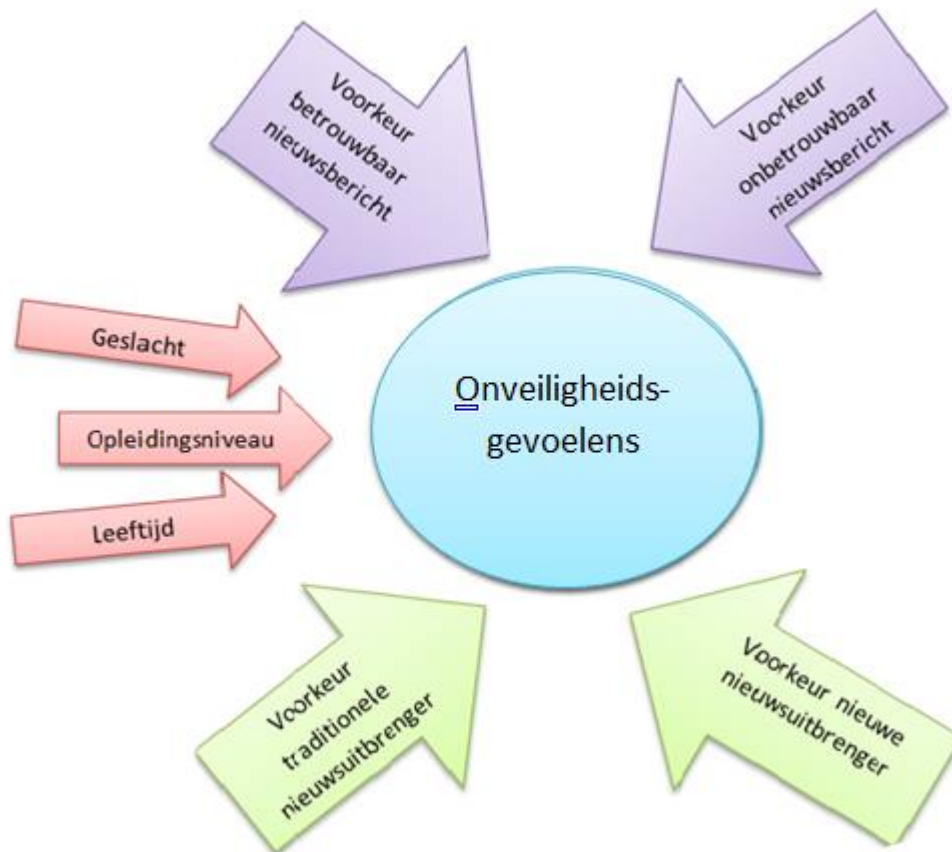 Voorkeur
betrouwbaar
nieuwsbericht
Voorkeur
onbetrouwbaar
nieuwsbericht
Geslacht
Opleidingsniveau
Leeftijd
Onveiligheids-
gevoelens
Voorkeur
traditionele
nieuwsuitbrenger
Voorkeur nieuwe
nieuwsuitbrenger